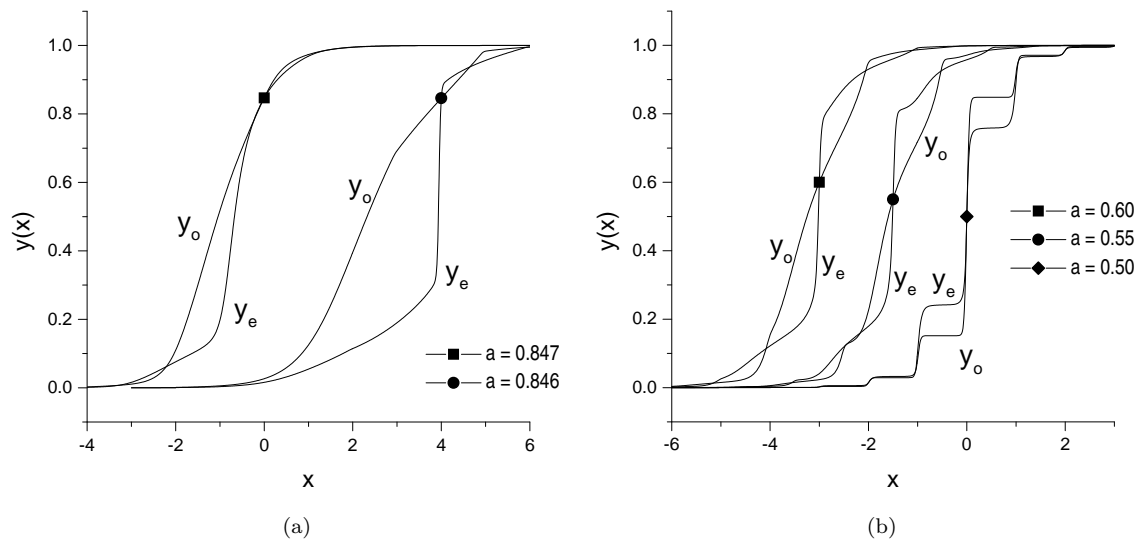 1.0
0.8
0.6
0.4
0.2
0.0
y(x)
y_o
y_e
y_o
y_e
a = 0.847
a = 0.846
-4 -2 0 2 4 6
x
(a)
1.0
0.8
0.6
0.4
0.2
0.0
y(x)
y_o
y_e
y_o
y_e
y_e
y_o
a = 0.60
a = 0.55
a = 0.50
-6 -4 -2 0 2
x
(b)